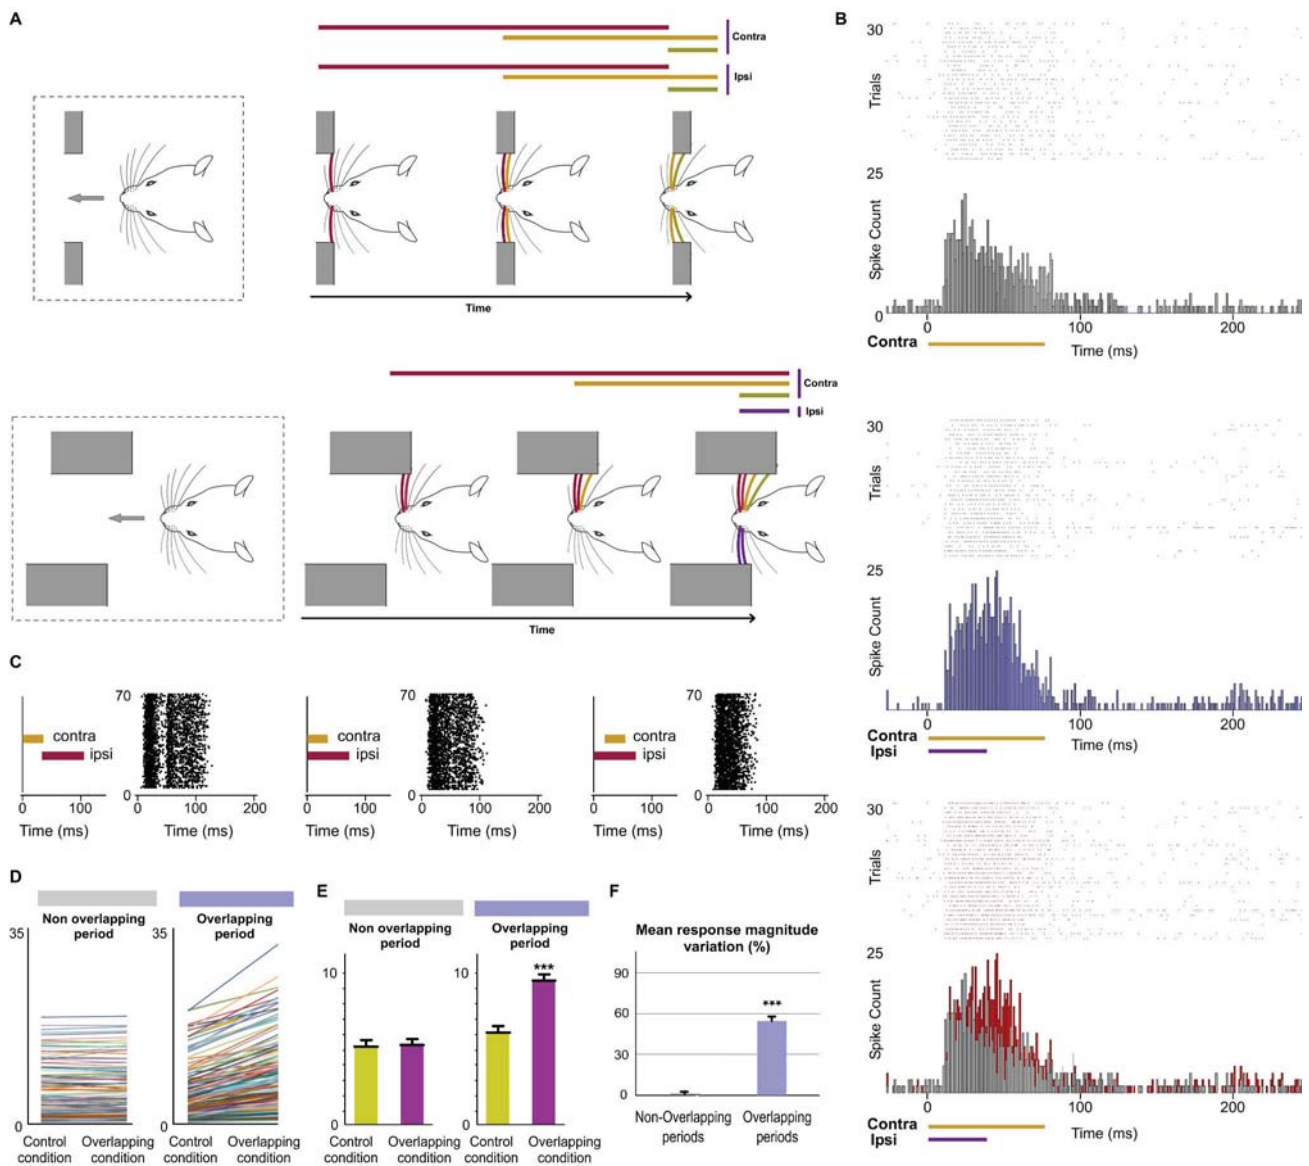 A
Contra
Ipsi
Time
Contra
Ipsi
Time
B
30
Trials
25
Spike Count
0
0
100
200
Contra
Time (ms)
30
Trials
25
Spike Count
0
0
100
200
Contra
Ipsi
Time (ms)
30
Trials
25
Spike Count
0
0
100
200
Contra
Ipsi
Time (ms)
C
contra
ipsi
0
100
Time (ms)
70
0
0
100
200
Time (ms)
contra
ipsi
0
100
Time (ms)
70
0
0
100
200
Time (ms)
contra
ipsi
0
100
Time (ms)
70
0
0
100
200
Time (ms)
D
Non overlapping
period
35
0
Control
condition
Overlapping
condition
Overlapping
period
35
0
Control
condition
Overlapping
condition
E
Non overlapping
period
10
0
Control
condition
Overlapping
condition
Overlapping
period
10
0
***
Control
condition
Overlapping
condition
F
Mean response magnitude
variation (%)
90
60
30
0
***
Non-Overlapping
periods
Overlapping
periods